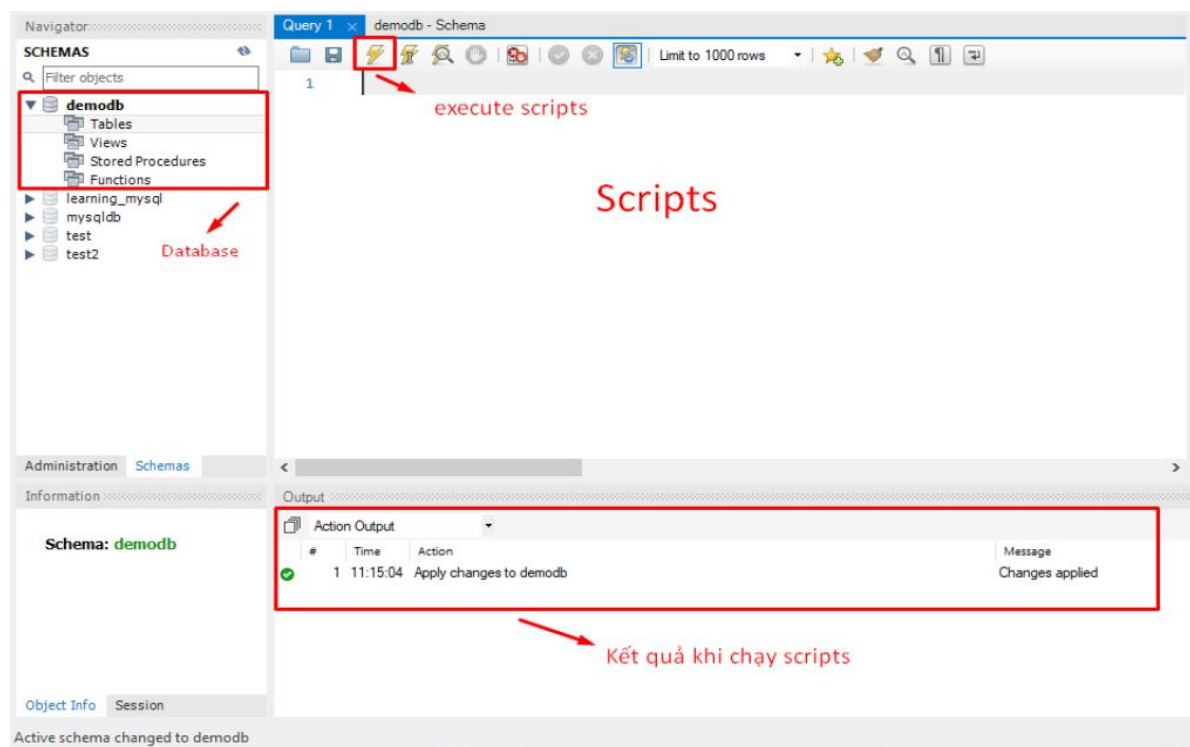 Navigator
SCHEMAS
Filter objects
demodb
Tables
Views
Stored Procedures
Functions
learning_mysql
mysqldb
test
test2
Database
Administration Schemas
Information
Schema: demodb
Object Info Session
Active schema changed to demodb
Query 1 demodb - Schema
Limit to 1000 rows
1
execute scripts
Scripts
Output
Action Output
# Time Action Message
1 11:15:04 Apply changes to demodb Changes applied
Kết quả khi chạy scripts